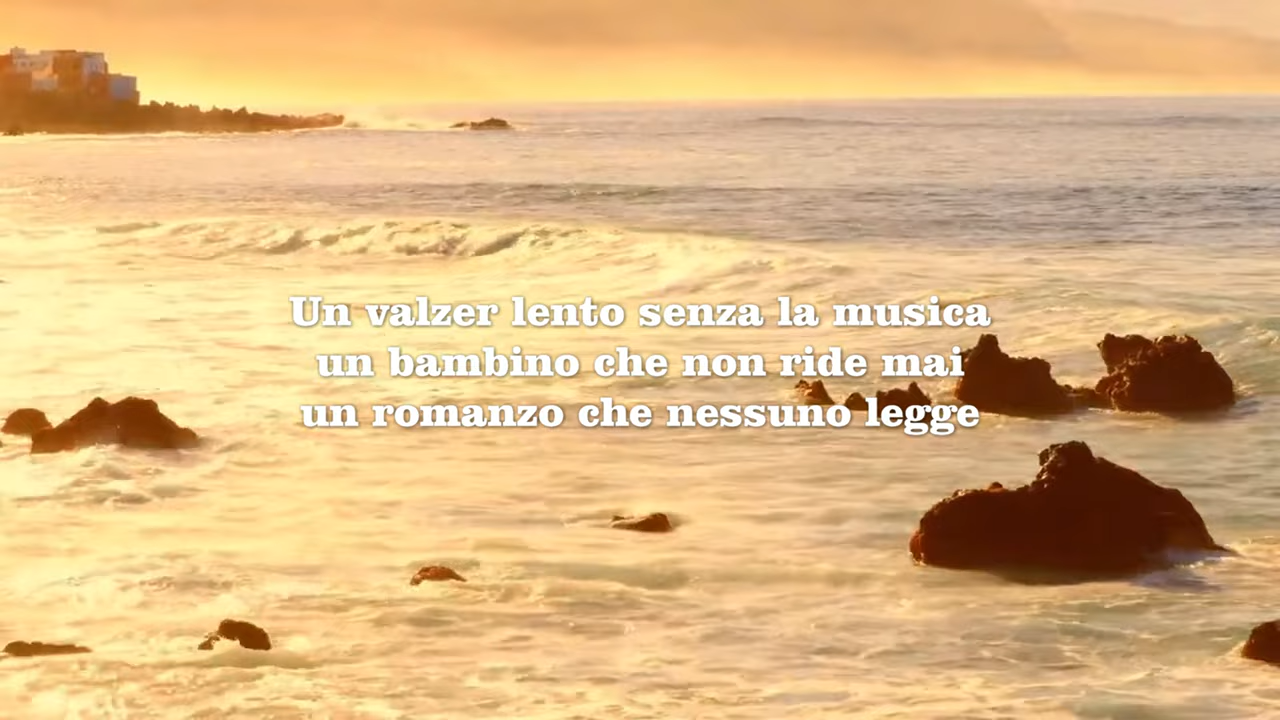 Un valzer lento senza la musica
un bambino che non ride mai
un romanzo che nessuno legge